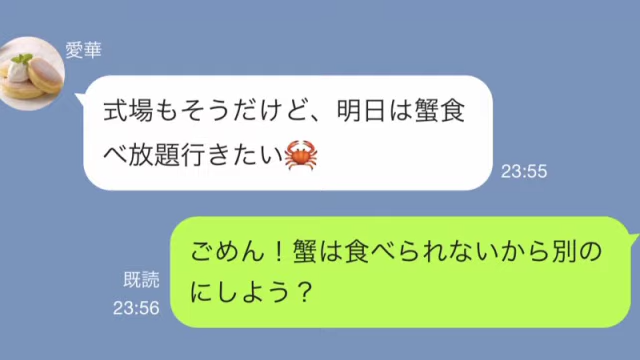 愛華
式場もそうだけど、明日は蟹食
べ放題行きたい🦀
23:55
ごめん！蟹は食べられないから別の
にしよう？
既読
23:56